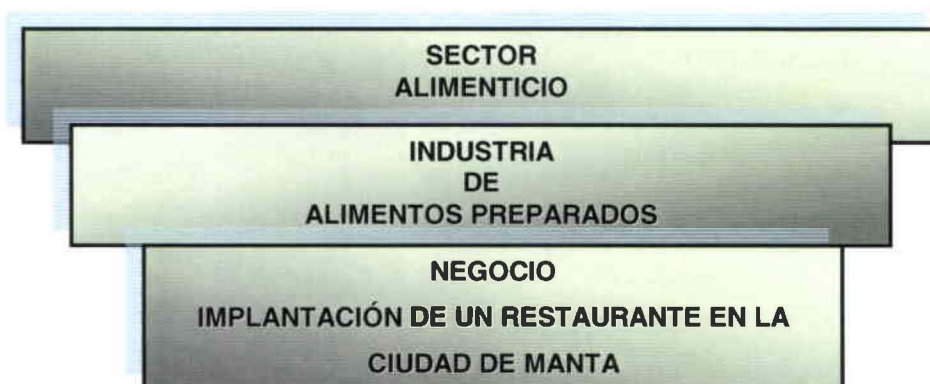 SECTOR
ALIMENTICIO
INDUSTRIA
DE
ALIMENTOS PREPARADOS
NEGOCIO
IMPLANTACIÓN DE UN RESTAURANTE EN LA
CIUDAD DE MANTA